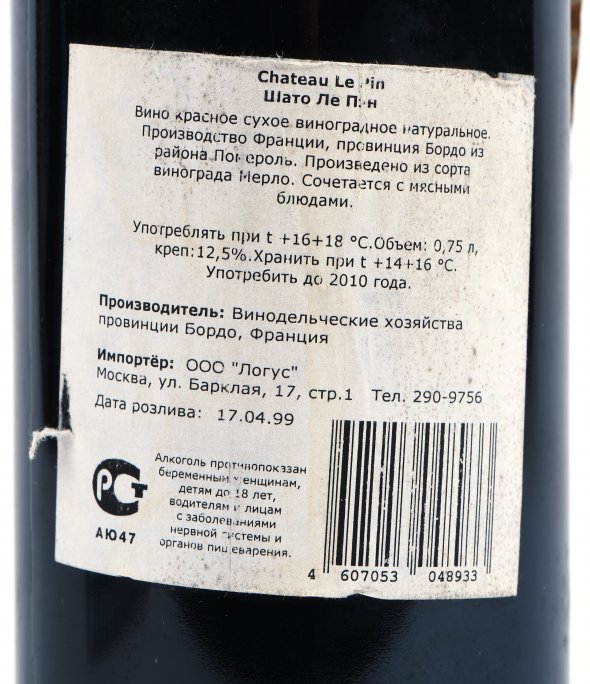 Chateau Le Pin
Шато Ле Пэн
Вино красное сухое виноградное натуральное.
Производство Франции, провинция Бордо из
района Помероль. Произведено из сорта
винограда Мерло. Сочетается с мясными
блюдами.
Употреблять при t +16+18 °C.Объем: 0,75 л,
креп:12,5%.Хранить при t +14+16 °C.
Употребить до 2010 года.
Производитель: Винодельческие хозяйства
провинции Бордо, Франция
Импортёр: ООО "Логус"
Москва, ул. Барклая, 17, стр.1 Тел. 290-9756
Дата розлива: 17.04.99
РСТ
АЮ47
Алкоголь противопоказан
беременным женщинам,
детям до 18 лет,
водителям и лицам
с заболеваниями
нервной системы и
органов пищеварения.
4 607053 048933